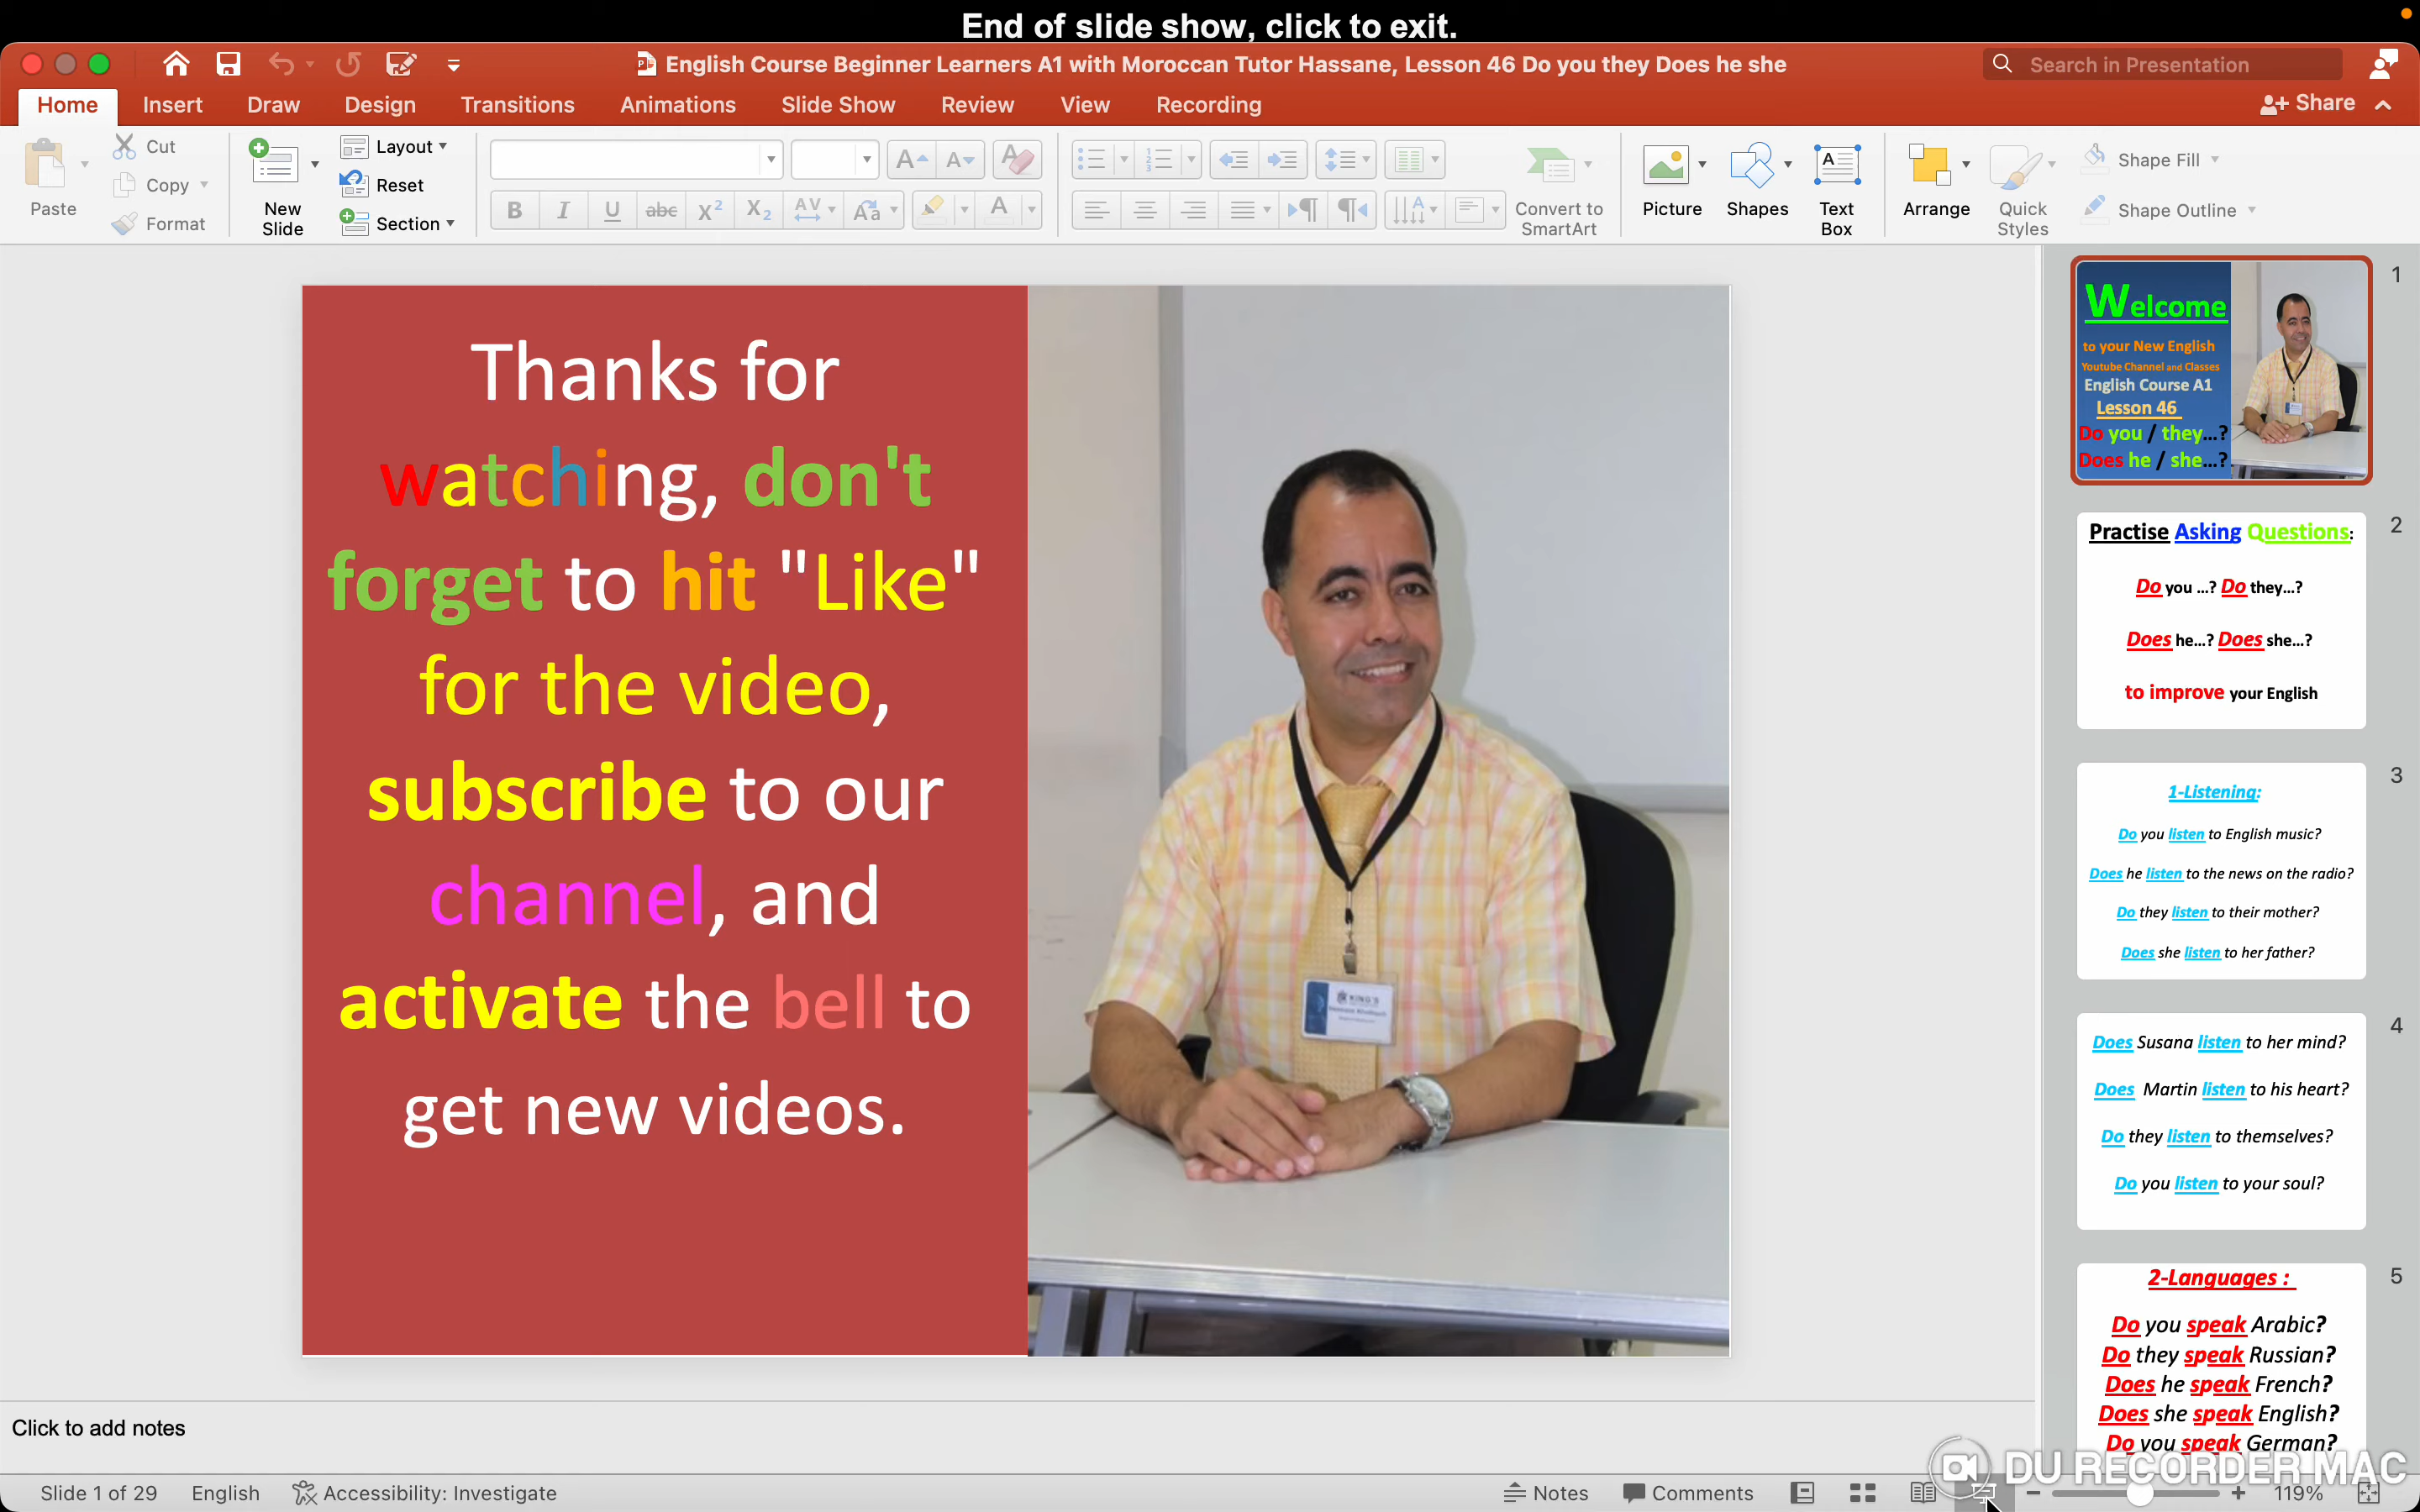 End of slide show, click to exit.
English Course Beginner Learners A1 with Moroccan Tutor Hassane, Lesson 46 Do you they Does he she
Search in Presentation
Home Insert Draw Design Transitions Animations Slide Show Review View Recording Share
Paste
Cut
Copy
Format
New
Slide
Layout
Reset
Section
Convert to
SmartArt
Picture
Shapes
Text
Box
Arrange
Quick
Styles
Shape Fill
Shape Outline
Thanks for
watching, don't
forget to hit "Like"
for the video,
subscribe to our
channel, and
activate the bell to
get new videos.
KING'S
1
Welcome
to your New English
Youtube Channel and Classes
English Course A1
Lesson 46
Do you / they...?
Does he / she...?
2
Practise Asking Questions:
Do you ...? Do they...?
Does he...? Does she...?
to improve your English
3
1-Listening:
Do you listen to English music?
Does he listen to the news on the radio?
Do they listen to their mother?
Does she listen to her father?
4
Does Susana listen to her mind?
Does Martin listen to his heart?
Do they listen to themselves?
Do you listen to your soul?
5
2-Languages :
Do you speak Arabic?
Do they speak Russian?
Does he speak French?
Does she speak English?
Do you speak German?
Click to add notes
DU RECORDER MAC
Slide 1 of 29 English Accessibility: Investigate Notes Comments 119%